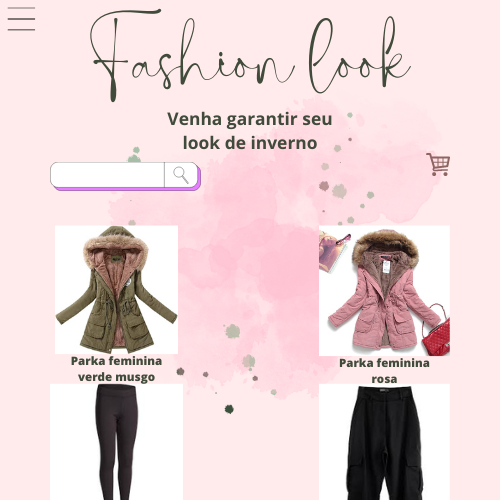 Fashion look
Venha garantir seu
look de inverno
Parka feminina
verde musgo
Parka feminina
rosa